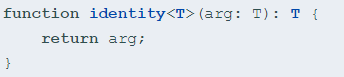 function identity<T>(arg: T): T {
    return arg;
}